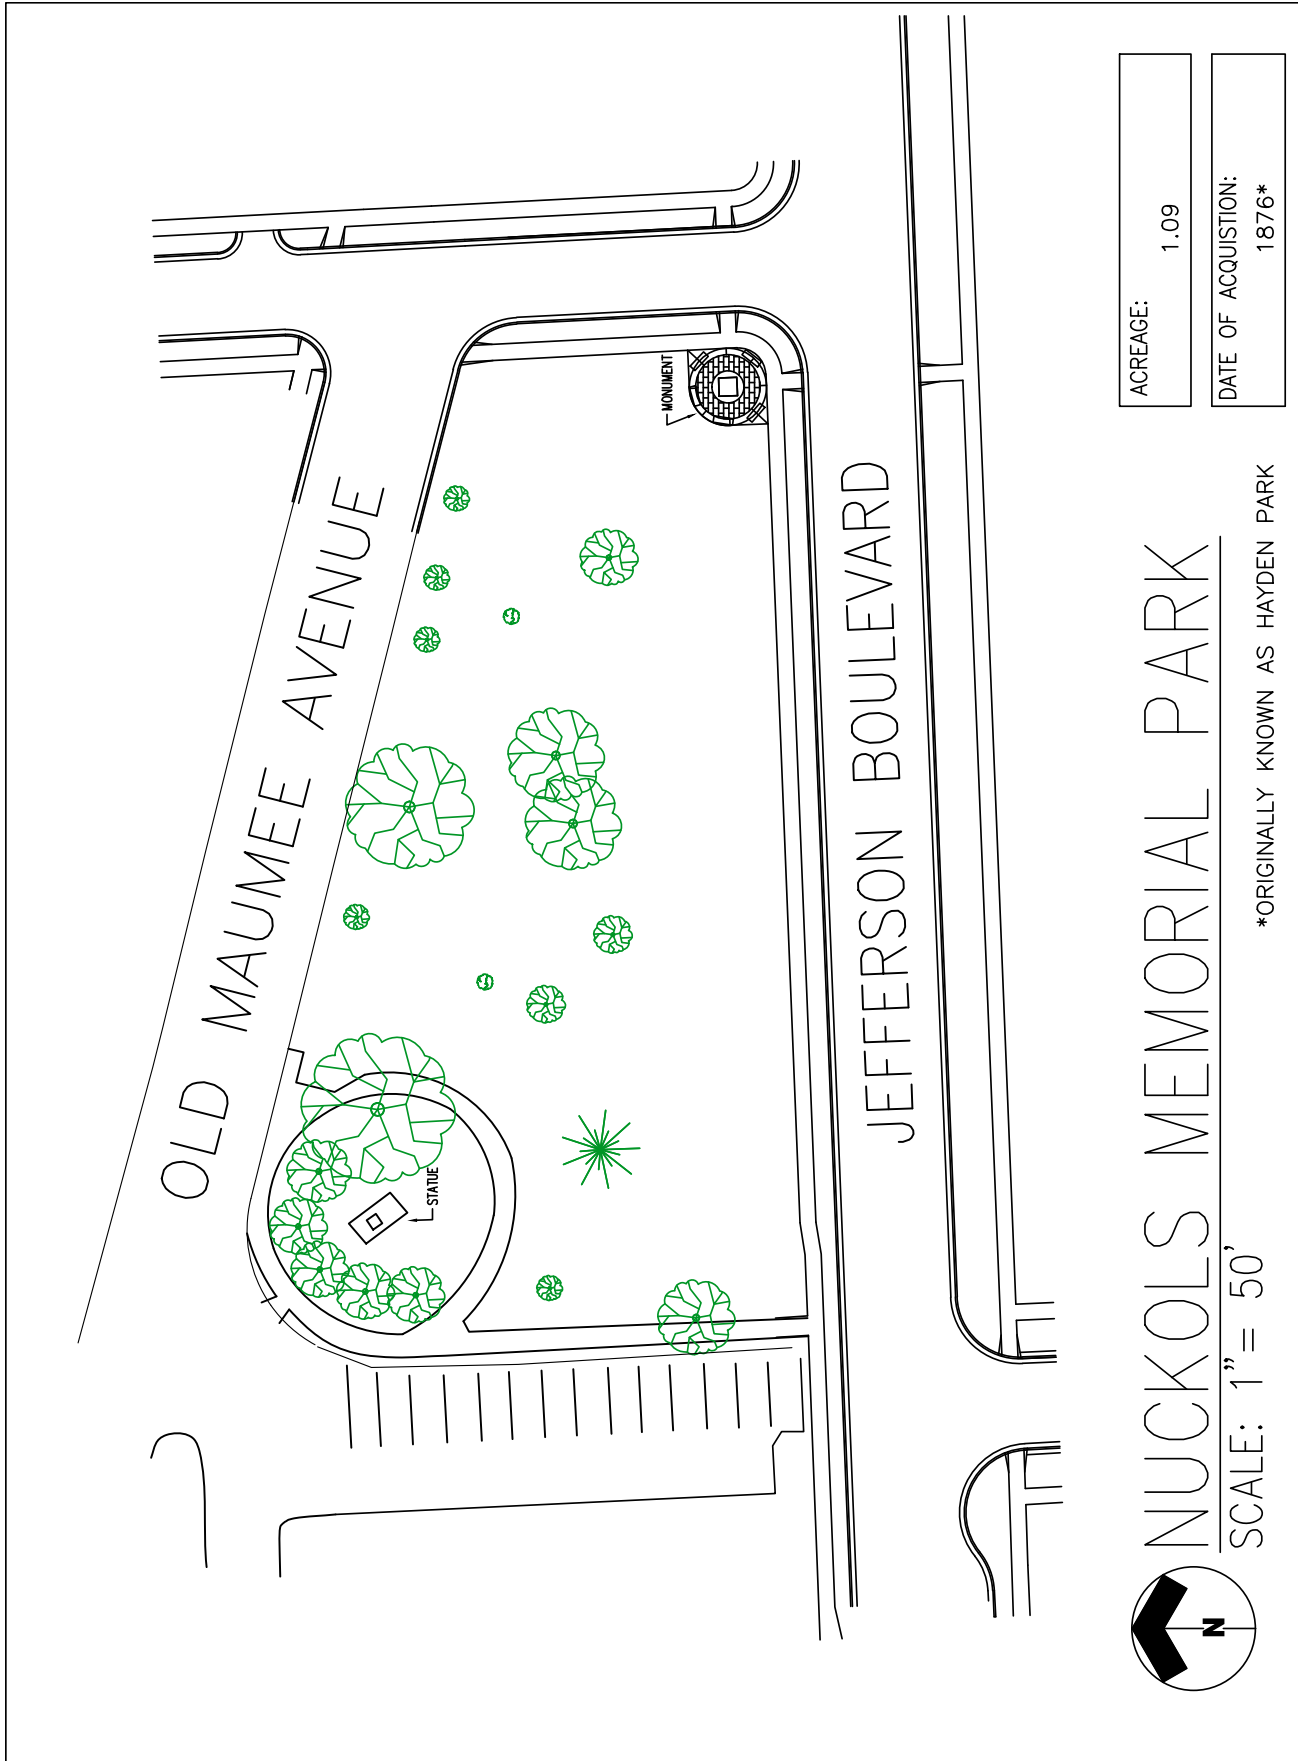 OLD MAUMEE AVENUE
MONUMENT
STATUE
JEFFERSON BOULEVARD
NUCKOLS MEMORIAL PARK
SCALE: 1" = 50'
*ORIGINALLY KNOWN AS HAYDEN PARK
ACREAGE:
1.09
DATE OF ACQUISTION:
1876*
N